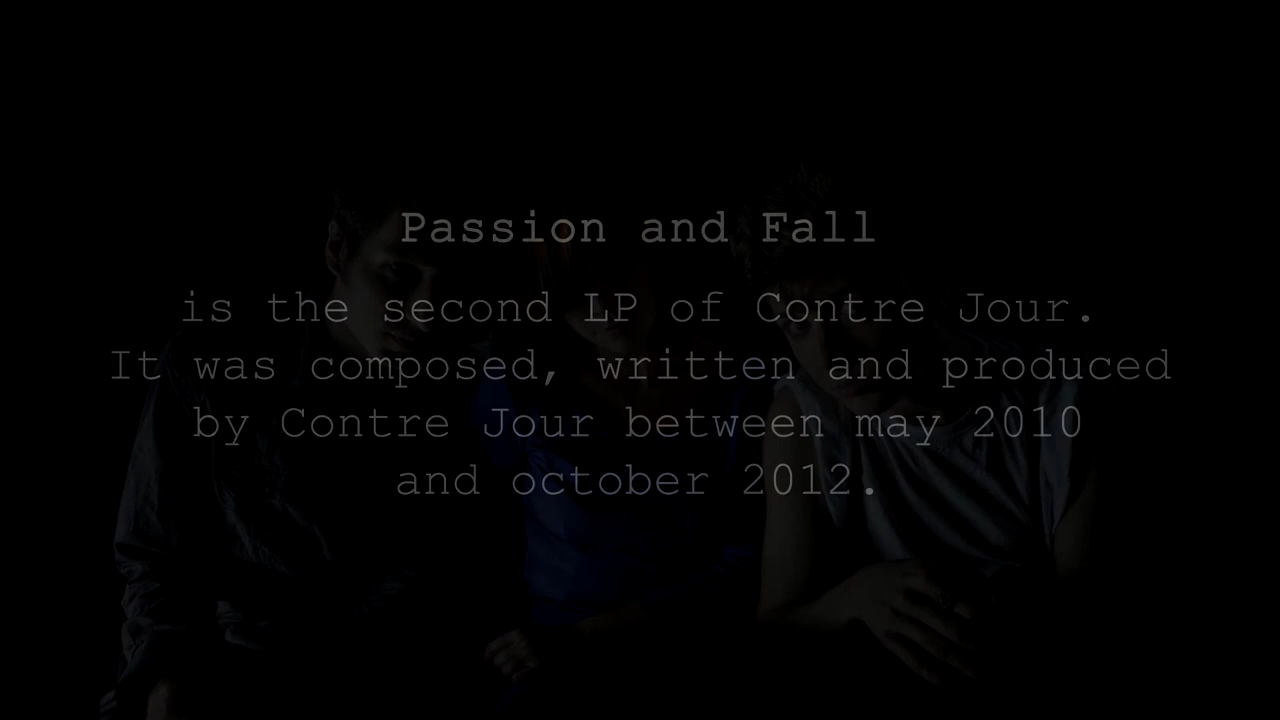 Passion and Fall
is the second LP of Contre Jour.
It was composed, written and produced
by Contre Jour between may 2010
and october 2012.